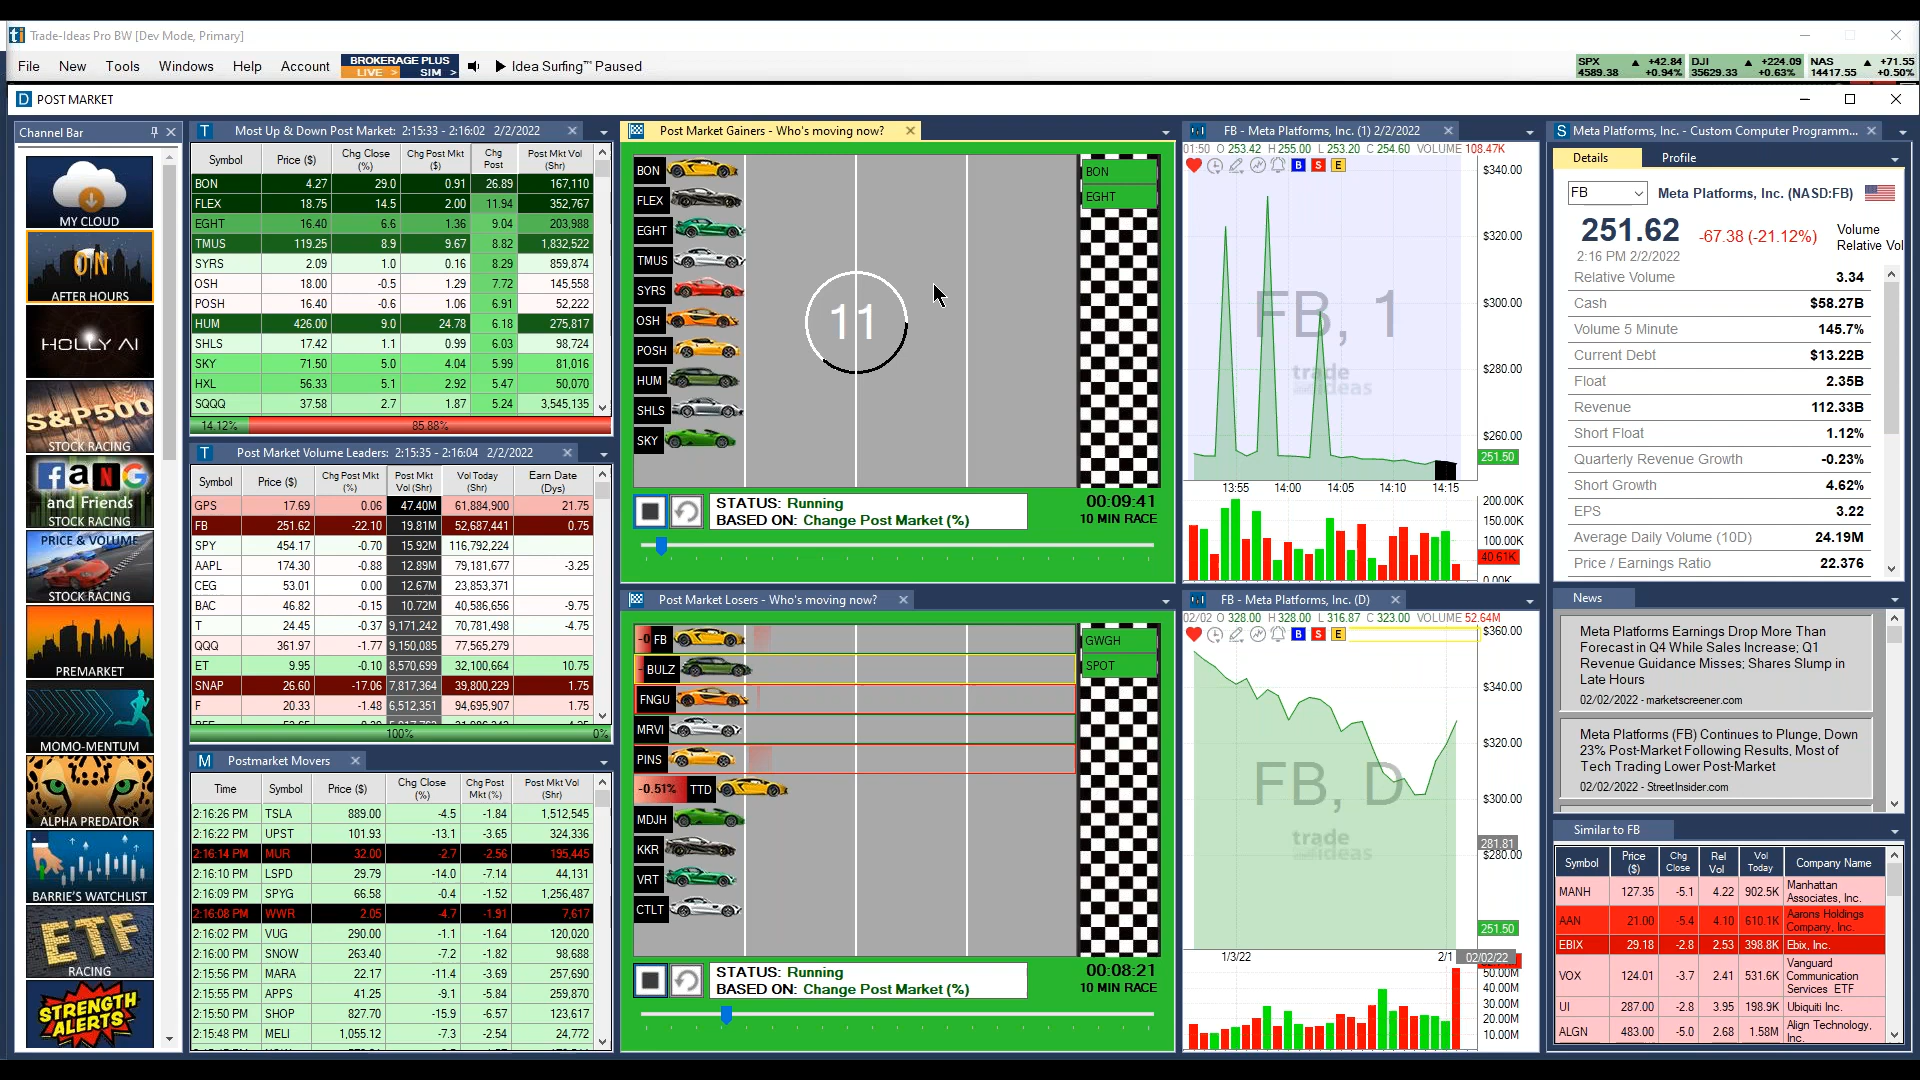 Trade-Ideas Pro BW [Dev Mode, Primary]
File New Tools Windows Help Account BROKERAGE PLUS LIVE > SIM > Idea Surfing™ Paused
SPX +42.84 4589.38 +0.94% DJI +224.09 35629.33 +0.63% NAS +71.55 14417.55 +0.50%
POST MARKET
Channel Bar
MY CLOUD
ON
AFTER HOURS
HOLLY AI
S&P500
STOCK RACING
f a N G
and Friends
STOCK RACING
PRICE & VOLUME
STOCK RACING
PREMARKET
MOMO-MENTUM
ALPHA PREDATOR
BARRIE'S WATCHLIST
ETF
RACING
STRENGTH
ALERTS
Most Up & Down Post Market: 2:15:33 - 2:16:02 2/2/2022
Symbol Price ($) Chg Close (%) Chg Post Mkt ($) Chg Post Post Mkt Vol (Shr)
BON 4.27 29.0 0.91 26.89 167,110
FLEX 18.75 14.5 2.00 11.94 352,767
EGHT 16.40 6.6 1.36 9.04 203,988
TMUS 119.25 8.9 9.67 8.82 1,832,522
SYRS 2.09 1.0 0.16 8.29 859,874
OSH 18.00 -0.5 1.29 7.72 145,558
POSH 16.40 -0.6 1.06 6.91 52,222
HUM 426.00 9.0 24.78 6.18 275,817
SHLS 17.42 1.1 0.99 6.03 98,724
SKY 71.50 5.0 4.04 5.99 81,016
HXL 56.33 5.1 2.92 5.47 50,070
SQQQ 37.58 2.7 1.87 5.24 3,545,135
14.12% 85.88%
Post Market Volume Leaders: 2:15:35 - 2:16:04 2/2/2022
Symbol Price ($) Chg Post Mkt (%) Post Mkt Vol (Shr) Vol Today (Shr) Earn Date (Dys)
GPS 17.69 0.06 47.40M 61,884,900 21.75
FB 251.62 -22.10 19.81M 52,687,441 0.75
SPY 454.17 -0.70 15.92M 116,792,224
AAPL 174.30 -0.88 12.89M 79,181,677 -3.25
CEG 53.01 0.00 12.67M 23,853,371
BAC 46.82 -0.15 10.72M 40,586,656 -9.75
T 24.45 -0.37 9,171,242 70,781,498 -4.75
QQQ 361.97 -1.77 9,150,085 77,565,279
ET 9.95 -0.10 8,570,699 32,100,664 10.75
SNAP 26.60 -17.06 7,817,364 39,800,229 1.75
F 20.33 -1.48 6,512,351 94,695,907 1.75
100% 0%
Postmarket Movers
Time Symbol Price ($) Chg Close (%) Chg Post Mkt (%) Post Mkt Vol (Shr)
2:16:26 PM TSLA 889.00 -4.5 -1.84 1,512,545
2:16:22 PM UPST 101.93 -13.1 -3.65 324,336
2:16:14 PM MUR 32.00 -2.7 -2.56 195,445
2:16:10 PM LSPD 29.79 -14.0 -7.14 44,131
2:16:09 PM SPYG 66.58 -0.4 -1.52 1,256,487
2:16:08 PM WWR 2.05 -4.7 -1.91 7,617
2:16:02 PM VUG 290.00 -1.1 -1.64 120,020
2:16:00 PM SNOW 263.40 -7.2 -1.82 98,688
2:15:56 PM MARA 22.17 -11.4 -3.69 257,690
2:15:55 PM APPS 41.25 -9.1 -5.84 259,870
2:15:50 PM SHOP 827.70 -15.9 -6.57 123,617
2:15:48 PM MELI 1,055.12 -7.3 -2.54 24,772
Post Market Gainers - Who's moving now?
BON
FLEX
EGHT
TMUS
SYRS
OSH
POSH
HUM
SHLS
SKY
11
BON
EGHT
STATUS: Running
BASED ON: Change Post Market (%)
00:09:41
10 MIN RACE
Post Market Losers - Who's moving now?
-0 FB
BULZ
FNGU
MRVI
PINS
-0.51% TTD
MDJH
KKR
VRT
CTLT
GWGH
SPOT
STATUS: Running
BASED ON: Change Post Market (%)
00:08:21
10 MIN RACE
FB - Meta Platforms, Inc. (1) 2/2/2022
01:50 O 253.42 H 255.00 L 253.20 C 254.60 VOLUME 108.47K
B S E
FB, 1
trade ideas
$340.00
$320.00
$300.00
$280.00
$260.00
251.50
13:55 14:00 14:05 14:10 14:15
200.00K
150.00K
100.00K
40.61K
0.00K
FB - Meta Platforms, Inc. (D)
02/02 O 328.00 H 328.00 L 316.87 C 323.00 VOLUME 52.64M
B S E
FB, D
trade ideas
$360.00
$340.00
$320.00
$300.00
281.81
$280.00
251.50
1/3/22 2/1 02/02/22
50.00M
40.00M
30.00M
20.00M
10.00M
Meta Platforms, Inc. - Custom Computer Programm...
Details Profile
FB Meta Platforms, Inc. (NASD:FB)
251.62 -67.38 (-21.12%) Volume
2:16 PM 2/2/2022 Relative Vol
Relative Volume 3.34
Cash $58.27B
Volume 5 Minute 145.7%
Current Debt $13.22B
Float 2.35B
Revenue 112.33B
Short Float 1.12%
Quarterly Revenue Growth -0.23%
Short Growth 4.62%
EPS 3.22
Average Daily Volume (10D) 24.19M
Price / Earnings Ratio 22.376
News
Meta Platforms Earnings Drop More Than
Forecast in Q4 While Sales Increase; Q1
Revenue Guidance Misses; Shares Slump in
Late Hours
02/02/2022 - marketscreener.com
Meta Platforms (FB) Continues to Plunge, Down
23% Post-Market Following Results, Most of
Tech Trading Lower Post-Market
02/02/2022 - StreetInsider.com
Similar to FB
Symbol Price ($) Chg Close Rel Vol Vol Today Company Name
MANH 127.35 -5.1 4.22 902.5K Manhattan Associates, Inc.
AAN 21.00 -5.4 4.10 610.1K Aarons Holdings Company, Inc.
EBIX 29.18 -2.8 2.53 398.8K Ebix, Inc.
VOX 124.01 -3.7 2.41 531.6K Vanguard Communication Services ETF
UI 287.00 -2.8 3.95 198.9K Ubiquiti Inc.
ALGN 483.00 -5.0 2.68 1.58M Align Technology, Inc.